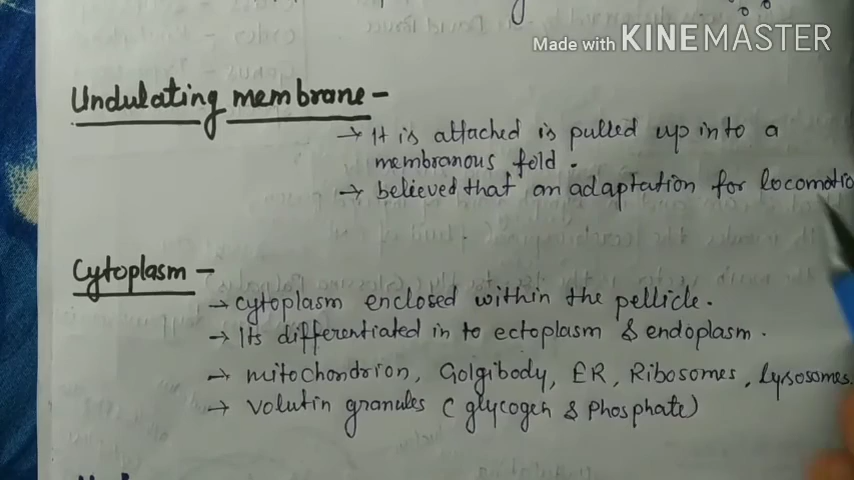 Made with KINEMASTER
Undulating membrane -
→ It is attached is pulled up into a
membranous fold.
→ believed that an adaptation for locomotio
Cytoplasm -
→ cytoplasm enclosed within the pellicle.
→ Its differentiated in to ectoplasm & endoplasm.
→ mitochondrion, Golgibody, ER, Ribosomes, Lysosomes.
→ Volutin granules (glycogen & Phosphate)